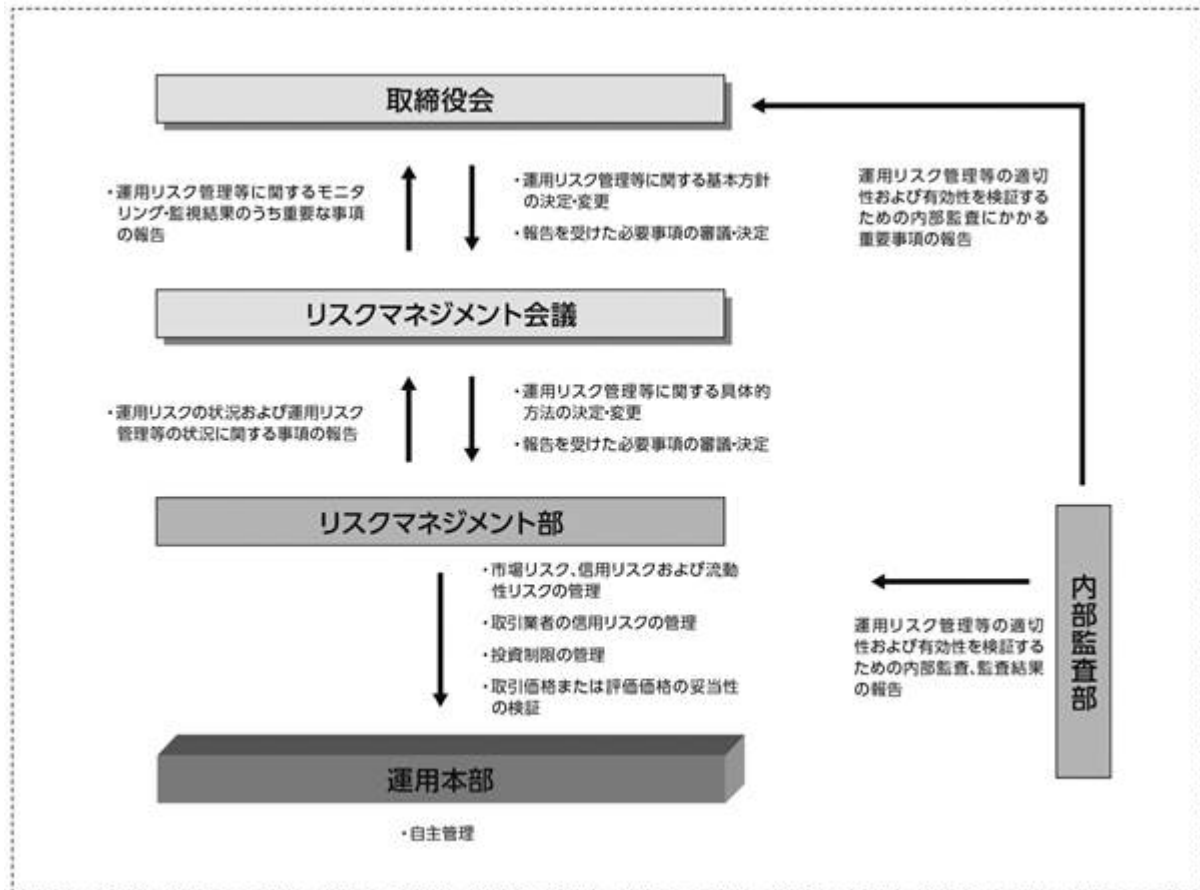 取締役会
・運用リスク管理等に関するモニタ
リング・監視結果のうち重要な事項
の報告
・運用リスク管理等に関する基本方針
の決定・変更
・報告を受けた必要事項の審議・決定
運用リスク管理等の適切
性および有効性を検証する
ための内部監査にかかる
重要事項の報告
リスクマネジメント会議
・運用リスクの状況および運用リスク
管理等の状況に関する事項の報告
・運用リスク管理等に関する具体的
方法の決定・変更
・報告を受けた必要事項の審議・決定
リスクマネジメント部
・市場リスク、信用リスクおよび流動
性リスクの管理
・取引業者の信用リスクの管理
・投資制限の管理
・取引価格または評価価格の妥当性
の検証
運用リスク管理等の適切
性および有効性を検証する
ための内部監査、監査結果
の報告
内部監査部
運用本部
・自主管理